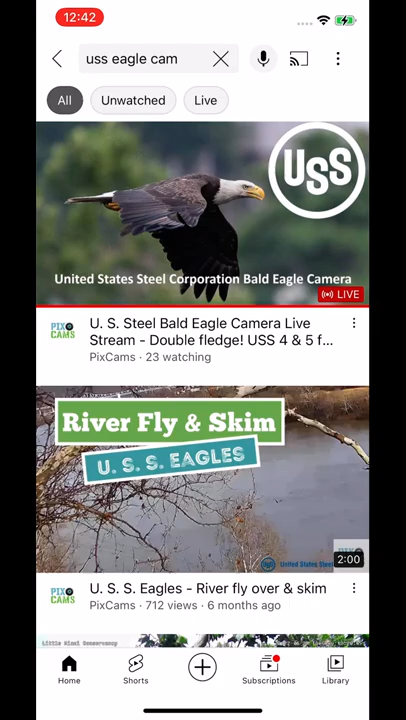 12:42
uss eagle cam
All
Unwatched
Live
USS
United States Steel Corporation Bald Eagle Camera
LIVE
PIX
CAMS
U. S. Steel Bald Eagle Camera Live
Stream - Double fledge! USS 4 & 5 f...
PixCams · 23 watching
River Fly & Skim
U. S. S. EAGLES
United States Steel
2:00
PIX
CAMS
U. S. S. Eagles - River fly over & skim
PixCams · 712 views · 6 months ago
Little Miami Conservancy
Home
Shorts
Subscriptions
Library